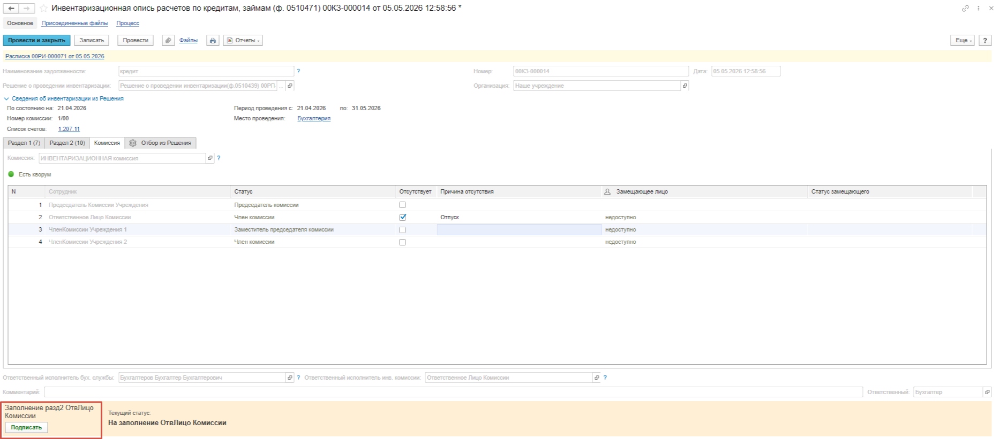 Инвентаризационная опись расчетов по кредитам, займам (ф. 0510471) 00КЗ-000014 от 05.05.2026 12:58:56 *
Основное Присоединенные файлы Процесс
Провести и закрыть Записать Провести Файлы Отчеты Еще ?
Расписка 00РИ-000071 от 05.05.2026
Наименование задолженности: кредит ? Номер: 00КЗ-000014 Дата: 05.05.2026 12:58:56
Решение о проведении инвентаризации: Решение о проведении инвентаризации(ф.0510439) 00РП ... Организация: Наше учреждение
Сведения об инвентаризации из Решения
По состоянию на: 21.04.2026 Период проведения с: 21.04.2026 по: 31.05.2026
Номер комиссии: 1/00 Место проведения: Бухгалтерия
Список счетов: 1.207.11
Раздел 1 (7) Раздел 2 (10) Комиссия Отбор из Решения
Комиссия: ИНВЕНТАРИЗАЦИОННАЯ комиссия ?
Есть кворум
N Сотрудник Статус Отсутствует Причина отсутствия Замещающее лицо Статус замещающего
1 Председатель Комиссии Учреждения Председатель комиссии
2 Ответственное Лицо Комиссии Член комиссии Отпуск недоступно
3 ЧленКомиссии Учреждения 1 Заместитель председателя комиссии недоступно
4 ЧленКомиссии Учреждения 2 Член комиссии недоступно
Ответственный исполнитель бух. службы: Бухгалтеров Бухгалтер Бухгалтерович ? Ответственный исполнитель инв. комиссии: Ответственное Лицо Комиссии ?
Комментарий: Ответственный: Бухгалтер
Заполнение разд2 ОтвЛицо
Комиссии
Подписать
Текущий статус:
На заполнение ОтвЛицо Комиссии